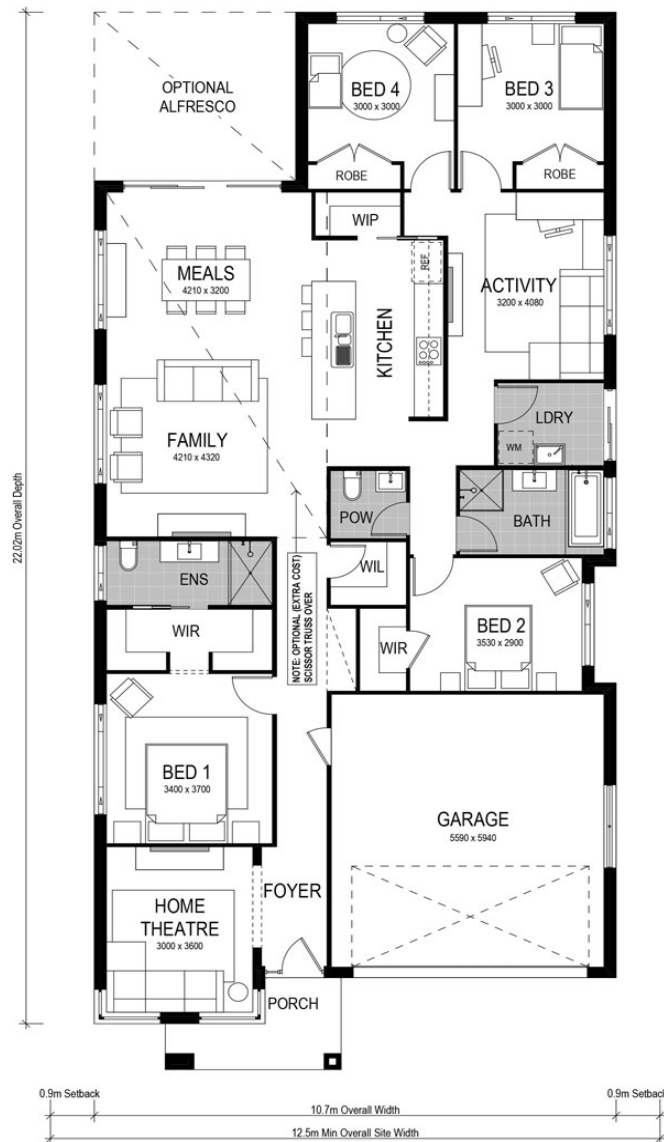 OPTIONAL
ALFRESCO
BED 4
3000 x 3000
BED 3
3000 x 3000
ROBE
ROBE
WIP
REF
MEALS
4210 x 3200
KITCHEN
ACTIVITY
3200 x 4080
FAMILY
4210 x 4320
LDRY
WM
POW
BATH
22.02m Overall Depth
ENS
WIL
NOTE: OPTIONAL (EXTRA COST)
SCISSOR TRUSS OVER
WIR
WIR
BED 2
3530 x 2900
BED 1
3400 x 3700
GARAGE
5590 x 5940
FOYER
HOME
THEATRE
3000 x 3600
PORCH
0.9m Setback
0.9m Setback
10.7m Overall Width
12.5m Min Overall Site Width